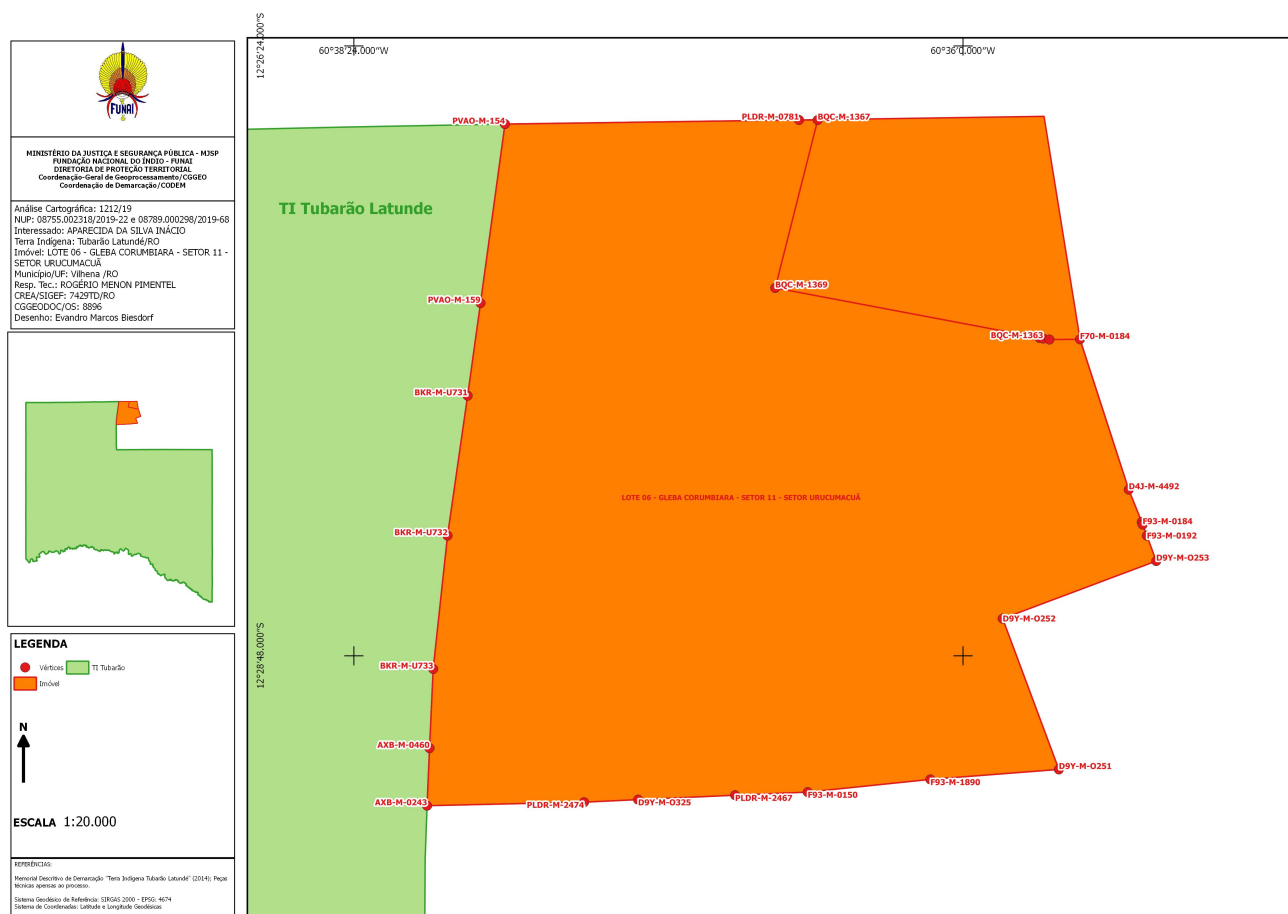 FUNAI
MINISTÉRIO DA JUSTIÇA E SEGURANÇA PÚBLICA - MJSP
FUNDAÇÃO NACIONAL DO ÍNDIO - FUNAI
DIRETORIA DE PROTEÇÃO TERRITORIAL
Coordenação-Geral de Geoprocessamento/CGGEO
Coordenação de Demarcação/CODEM
Análise Cartográfica: 1212/19
NUP: 08755.002318/2019-22 e 08789.000298/2019-68
Interessado: APARECIDA DA SILVA INÁCIO
Terra Indígena: Tubarão Latundé/RO
Imóvel: LOTE 06 - GLEBA CORUMBIARA - SETOR 11 -
SETOR URUCUMACUÃ
Município/UF: Vilhena /RO
Resp. Tec.: ROGÉRIO MENON PIMENTEL
CREA/SIGEF: 7429TD/RO
CGGEODOC/OS: 8896
Desenho: Evandro Marcos Biesdorf
LEGENDA
Vértices
TI Tubarão
Imóvel
N
ESCALA 1:20.000
REFERÊNCIAS:
Memorial Descritivo de Demarcação "Terra Indígena Tubarão Latundé" (2014); Peças
técnicas apensas ao processo.
Sistema Geodésico de Referência: SIRGAS 2000 - EPSG: 4674
Sistema de Coordenadas: Latitude e Longitude Geodésicas
12°26'24.000"S
60°38'24.000"W
60°36'0.000"W
PVAO-M-154
PLDR-M-0781
BQC-M-1367
TI Tubarão Latunde
BQC-M-1369
PVAO-M-159
BQC-M-1363
F70-M-0184
BKR-M-U731
D4J-M-4492
LOTE 06 - GLEBA CORUMBIARA - SETOR 11 - SETOR URUCUMACUÃ
F93-M-0184
BKR-M-U732
F93-M-0192
D9Y-M-O253
D9Y-M-O252
12°28'48.000"S
BKR-M-U733
AXB-M-0460
D9Y-M-O251
F93-M-1890
AXB-M-0243
PLDR-M-2474
D9Y-M-O325
PLDR-M-2467
F93-M-0150